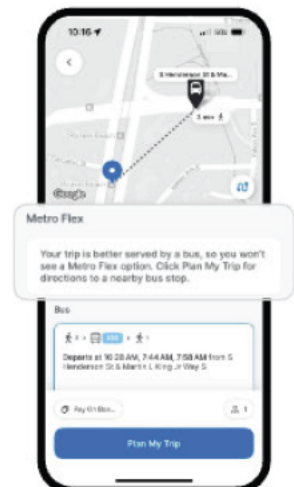 10:16
S Henderson St & Ma...
3 min
Google
Metro Flex
Your trip is better served by a bus, so you won't
see a Metro Flex option. Click Plan My Trip for
directions to a nearby bus stop.
Bus
Departs at 10:28 AM, 7:44 AM, 7:58 AM from S
Henderson St & Martin L King Jr Way S
Pay On Boa...
1
Plan My Trip